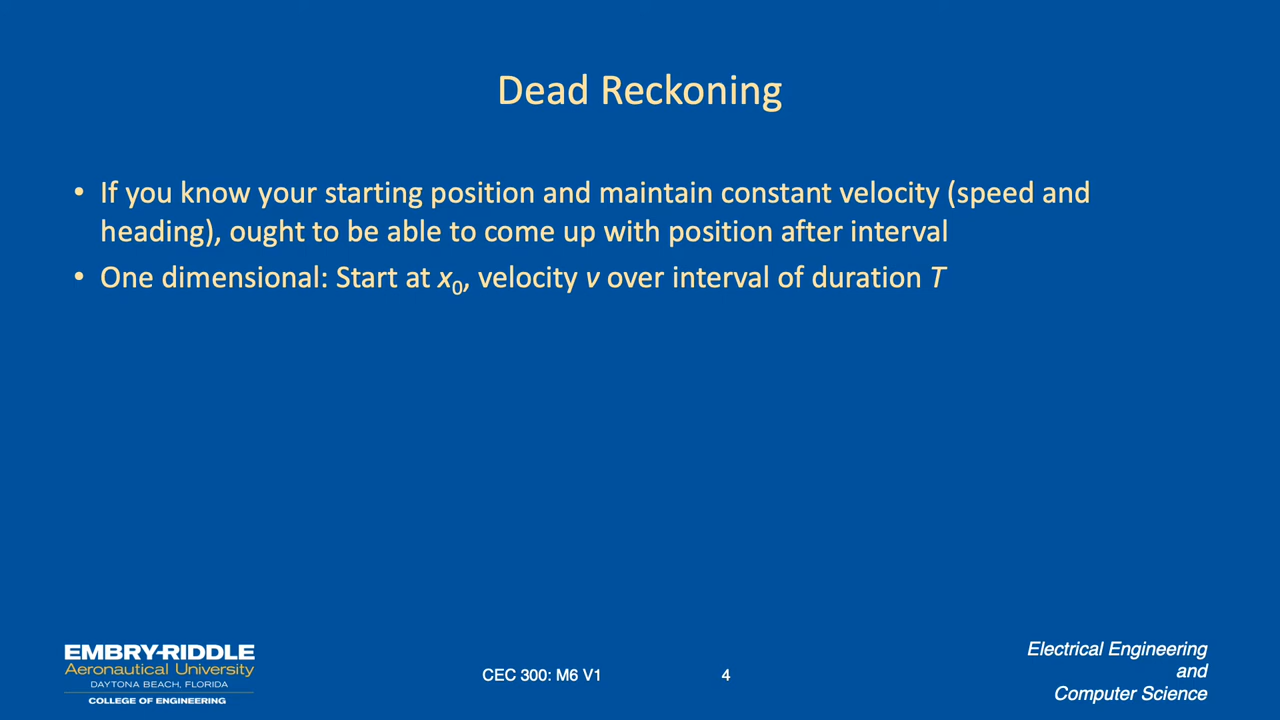 Dead Reckoning
• If you know your starting position and maintain constant velocity (speed and
heading), ought to be able to come up with position after interval
• One dimensional: Start at x₀, velocity v over interval of duration T
EMBRY-RIDDLE
Aeronautical University
DAYTONA BEACH, FLORIDA
COLLEGE OF ENGINEERING
CEC 300: M6 V1
4
Electrical Engineering
and
Computer Science